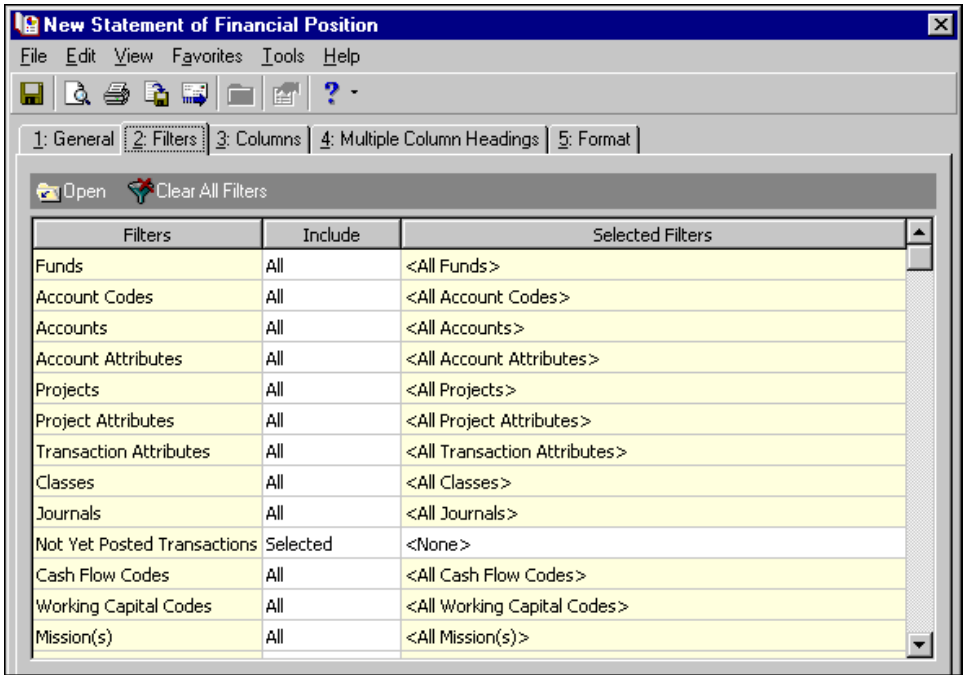 New Statement of Financial Position
File Edit View Favorites Tools Help
?
1: General 2: Filters 3: Columns 4: Multiple Column Headings 5: Format
Open Clear All Filters
Filters Include Selected Filters
Funds All <All Funds>
Account Codes All <All Account Codes>
Accounts All <All Accounts>
Account Attributes All <All Account Attributes>
Projects All <All Projects>
Project Attributes All <All Project Attributes>
Transaction Attributes All <All Transaction Attributes>
Classes All <All Classes>
Journals All <All Journals>
Not Yet Posted Transactions Selected <None>
Cash Flow Codes All <All Cash Flow Codes>
Working Capital Codes All <All Working Capital Codes>
Mission(s) All <All Mission(s)>